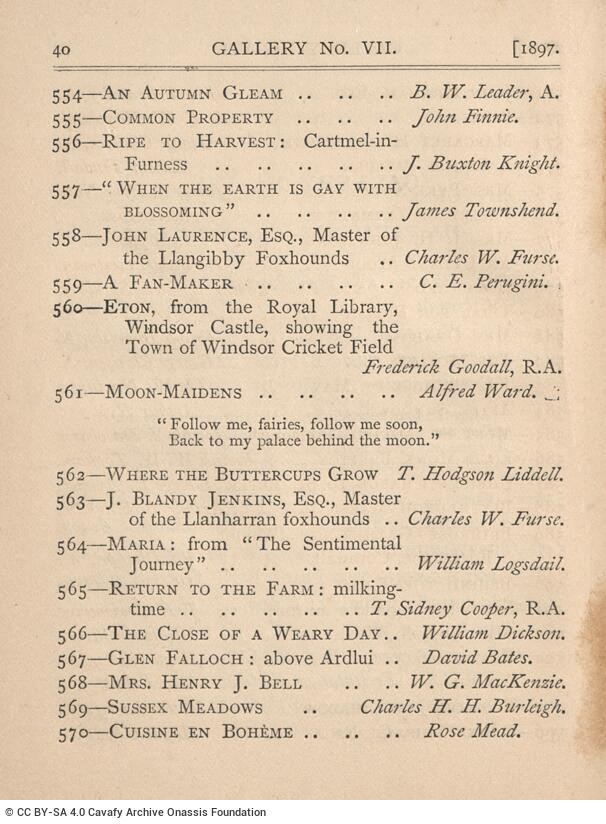 40 GALLERY No. VII. [1897.
554—AN AUTUMN GLEAM .. .. .. B. W. Leader, A.
555—COMMON PROPERTY .. .. .. John Finnie.
556—RIPE TO HARVEST: Cartmel-in-
Furness .. .. .. .. .. J. Buxton Knight.
557—“WHEN THE EARTH IS GAY WITH
BLOSSOMING” .. .. .. .. James Townshend.
558—JOHN LAURENCE, ESQ., Master of
the Llangibby Foxhounds .. Charles W. Furse.
559—A FAN-MAKER .. .. .. .. C. E. Perugini.
560—ETON, from the Royal Library,
Windsor Castle, showing the
Town of Windsor Cricket Field
Frederick Goodall, R.A.
561—MOON-MAIDENS .. .. .. .. Alfred Ward.
“Follow me, fairies, follow me soon,
Back to my palace behind the moon.”
562—WHERE THE BUTTERCUPS GROW T. Hodgson Liddell.
563—J. BLANDY JENKINS, ESQ., Master
of the Llanharran foxhounds .. Charles W. Furse.
564—MARIA: from “The Sentimental
Journey” .. .. .. .. .. William Logsdail.
565—RETURN TO THE FARM: milking-
time .. .. .. .. .. T. Sidney Cooper, R.A.
566—THE CLOSE OF A WEARY DAY.. William Dickson.
567—GLEN FALLOCH: above Ardlui .. David Bates.
568—MRS. HENRY J. BELL .. .. W. G. MacKenzie.
569—SUSSEX MEADOWS .. Charles H. H. Burleigh.
570—CUISINE EN BOHÈME .. .. .. Rose Mead.
© CC BY-SA 4.0 Cavafy Archive Onassis Foundation